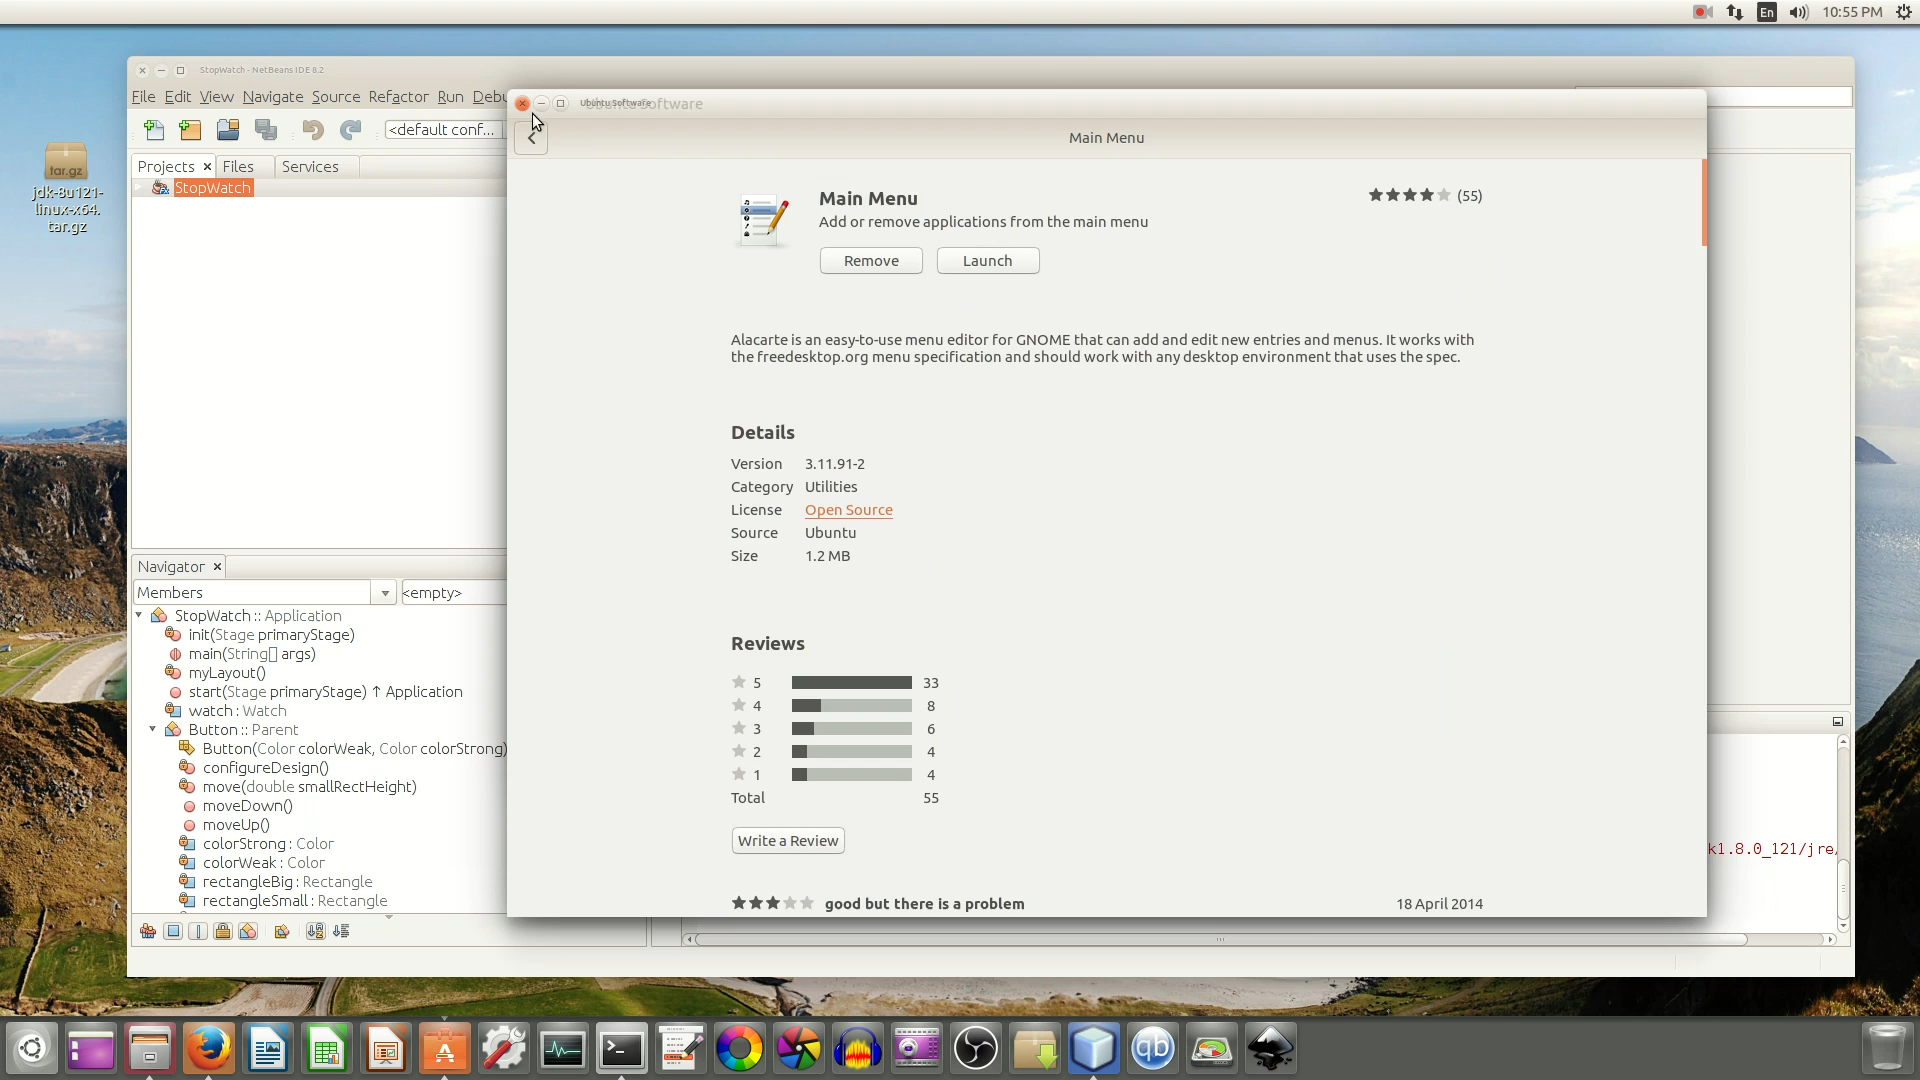 En
10:55 PM
StopWatch - NetBeans IDE 8.2
File Edit View Navigate Source Refactor Run Debu
<default conf...
Projects
Files
Services
StopWatch
tar.gz
jdk-8u121-
linux-x64.
tar.gz
Ubuntu Software
Ubuntu Software
Main Menu
Main Menu
(55)
Add or remove applications from the main menu
Remove
Launch
Alacarte is an easy-to-use menu editor for GNOME that can add and edit new entries and menus. It works with
the freedesktop.org menu specification and should work with any desktop environment that uses the spec.
Details
Version 3.11.91-2
Category Utilities
License Open Source
Source Ubuntu
Size 1.2 MB
Reviews
5 33
4 8
3 6
2 4
1 4
Total 55
Write a Review
good but there is a problem
18 April 2014
Navigator
Members
<empty>
StopWatch :: Application
init(Stage primaryStage)
main(String[] args)
myLayout()
start(Stage primaryStage) ↑ Application
watch : Watch
Button :: Parent
Button(Color colorWeak, Color colorStrong)
configureDesign()
move(double smallRectHeight)
moveDown()
moveUp()
colorStrong : Color
colorWeak : Color
rectangleBig : Rectangle
rectangleSmall : Rectangle
k1.8.0_121/jre/
qb